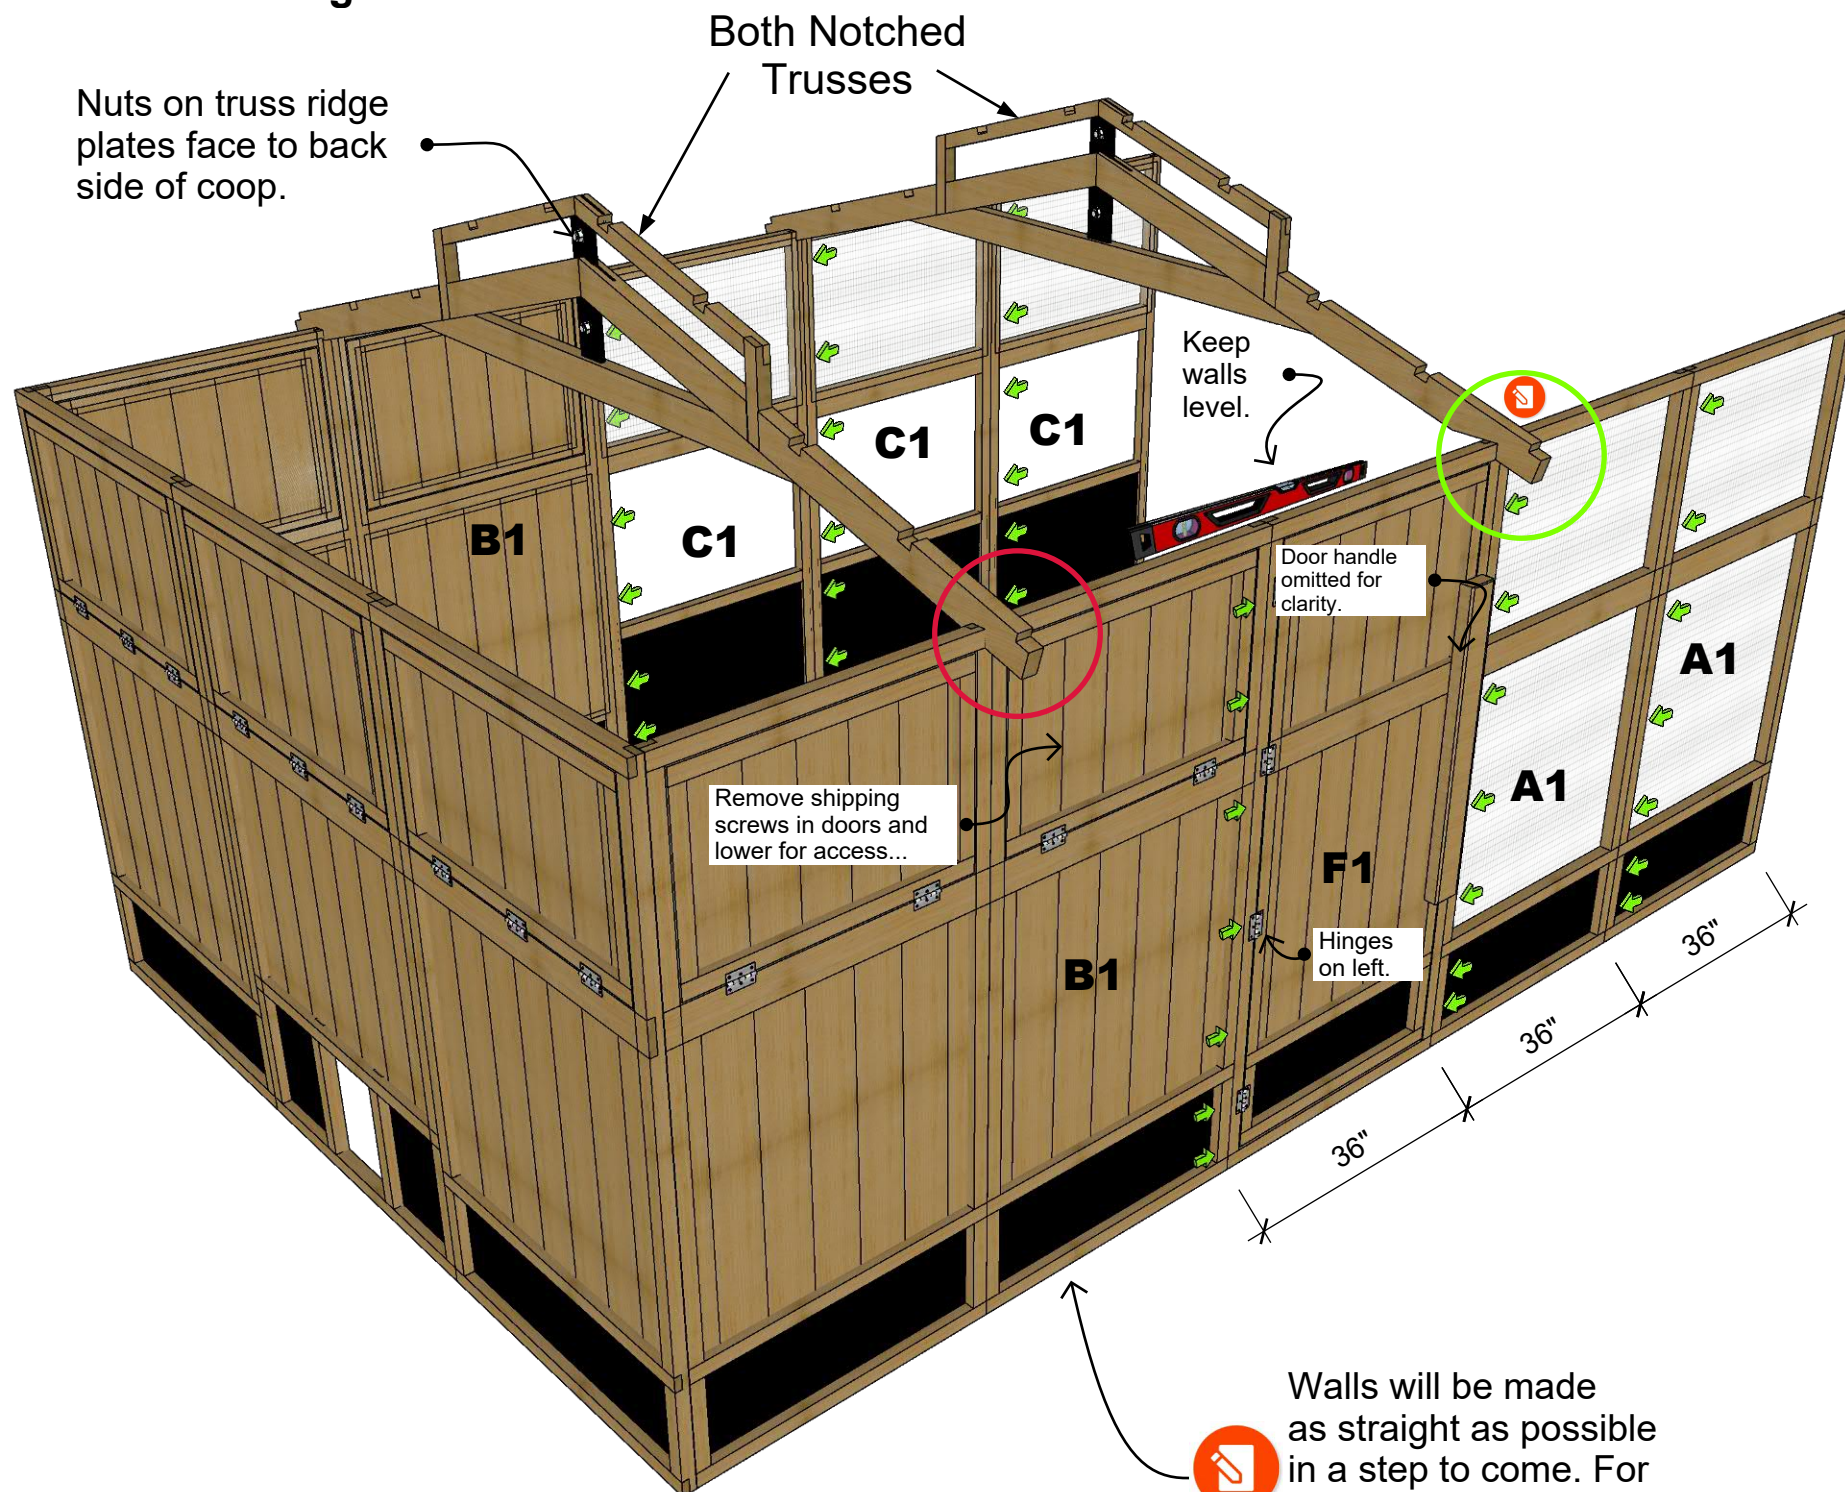 Both Notched
Trusses
Nuts on truss ridge
plates face to back
side of coop.
Keep
walls
level.
C1
C1
C1
B1
Door handle
omitted for
clarity.
A1
A1
Remove shipping
screws in doors and
lower for access...
F1
Hinges
on left.
B1
36"
36"
36"
Walls will be made
as straight as possible
in a step to come. For